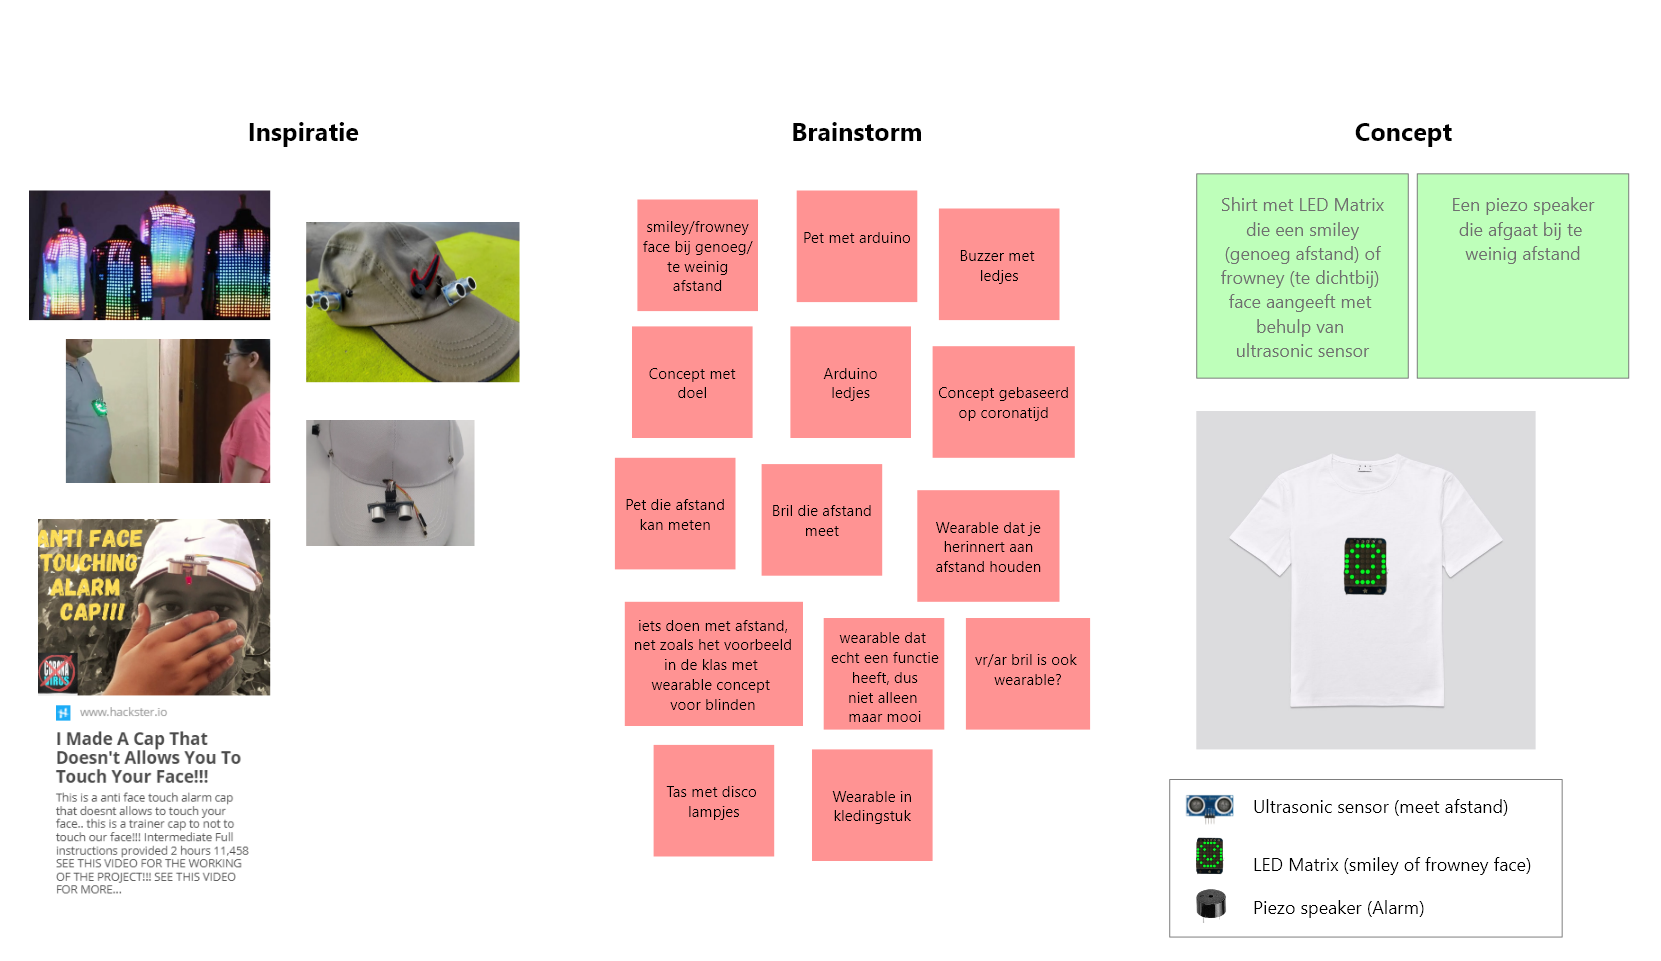 Inspiratie
ANTI FACE
TOUCHING
ALARM
CAP!!!
CORONA
VIRUS
www.hackster.io
I Made A Cap That
Doesn't Allows You To
Touch Your Face!!!
This is a anti face touch alarm cap
that doesnt allows to touch your
face.. this is a trainer cap to not to
touch our face!!! Intermediate Full
instructions provided 2 hours 11,458
SEE THIS VIDEO FOR THE WORKING
OF THE PROJECT!!! SEE THIS VIDEO
FOR MORE...
Brainstorm
smiley/frowney
face bij genoeg/
te weinig
afstand
Pet met arduino
Buzzer met
ledjes
Concept met
doel
Arduino
ledjes
Concept gebaseerd
op coronatijd
Pet die afstand
kan meten
Bril die afstand
meet
Wearable dat je
herinnert aan
afstand houden
iets doen met afstand,
net zoals het voorbeeld
in de klas met
wearable concept
voor blinden
wearable dat
echt een functie
heeft, dus
niet alleen
maar mooi
vr/ar bril is ook
wearable?
Tas met disco
lampjes
Wearable in
kledingstuk
Concept
Shirt met LED Matrix
die een smiley
(genoeg afstand) of
frowney (te dichtbij)
face aangeeft met
behulp van
ultrasonic sensor
Een piezo speaker
die afgaat bij te
weinig afstand
Ultrasonic sensor (meet afstand)
LED Matrix (smiley of frowney face)
Piezo speaker (Alarm)